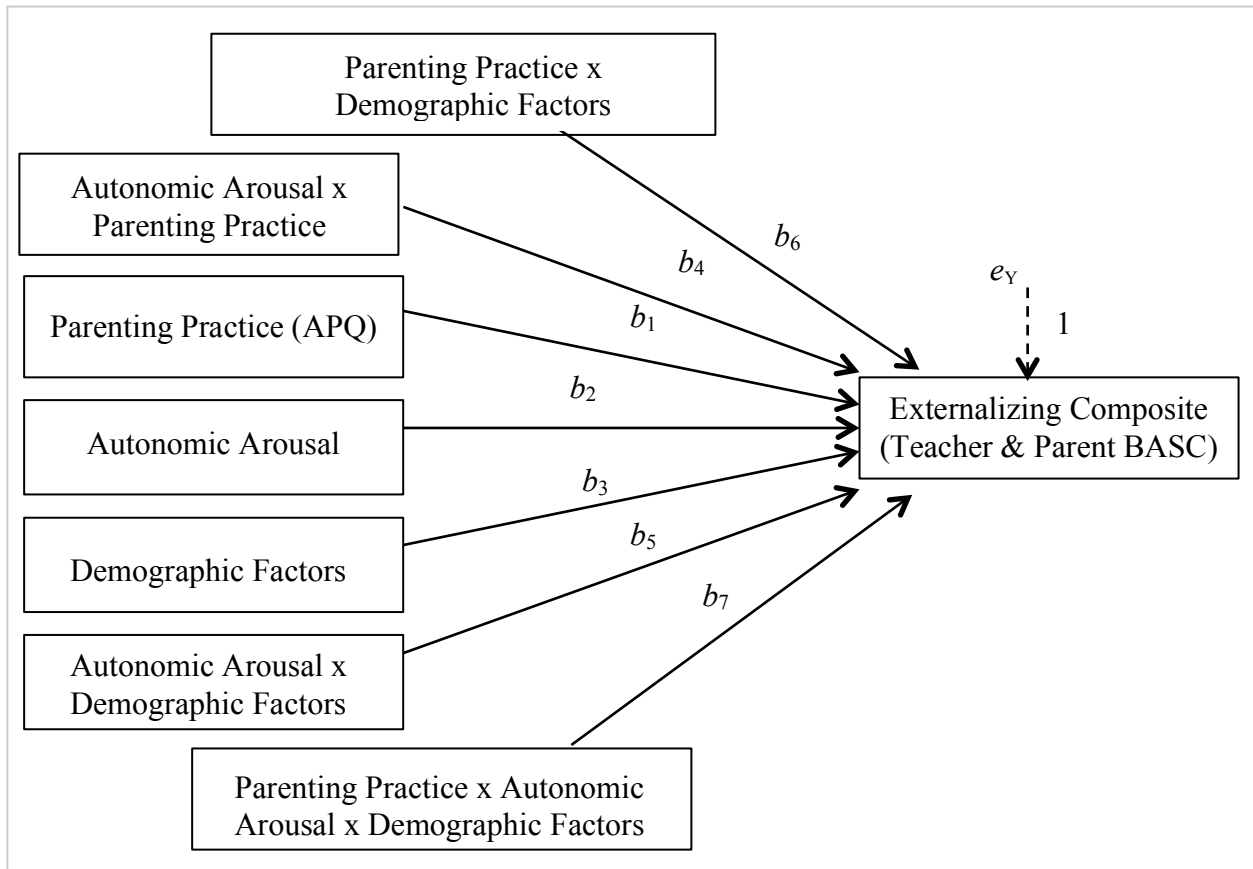 Parenting Practice x
Demographic Factors
Autonomic Arousal x
Parenting Practice
b6
b4
eY
1
Parenting Practice (APQ)
b1
b2
Externalizing Composite
(Teacher & Parent BASC)
Autonomic Arousal
b3
Demographic Factors
b5
b7
Autonomic Arousal x
Demographic Factors
Parenting Practice x Autonomic
Arousal x Demographic Factors